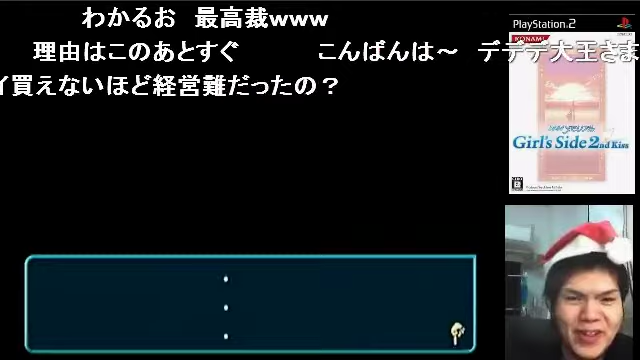 わかるお　最高裁www
理由はこのあとすぐ　こんばんは～　デデデ大王さま
イ買えないほど経営難だったの？
PlayStation 2
KONAMI
Girl's Side 2nd Kiss
・
・
・